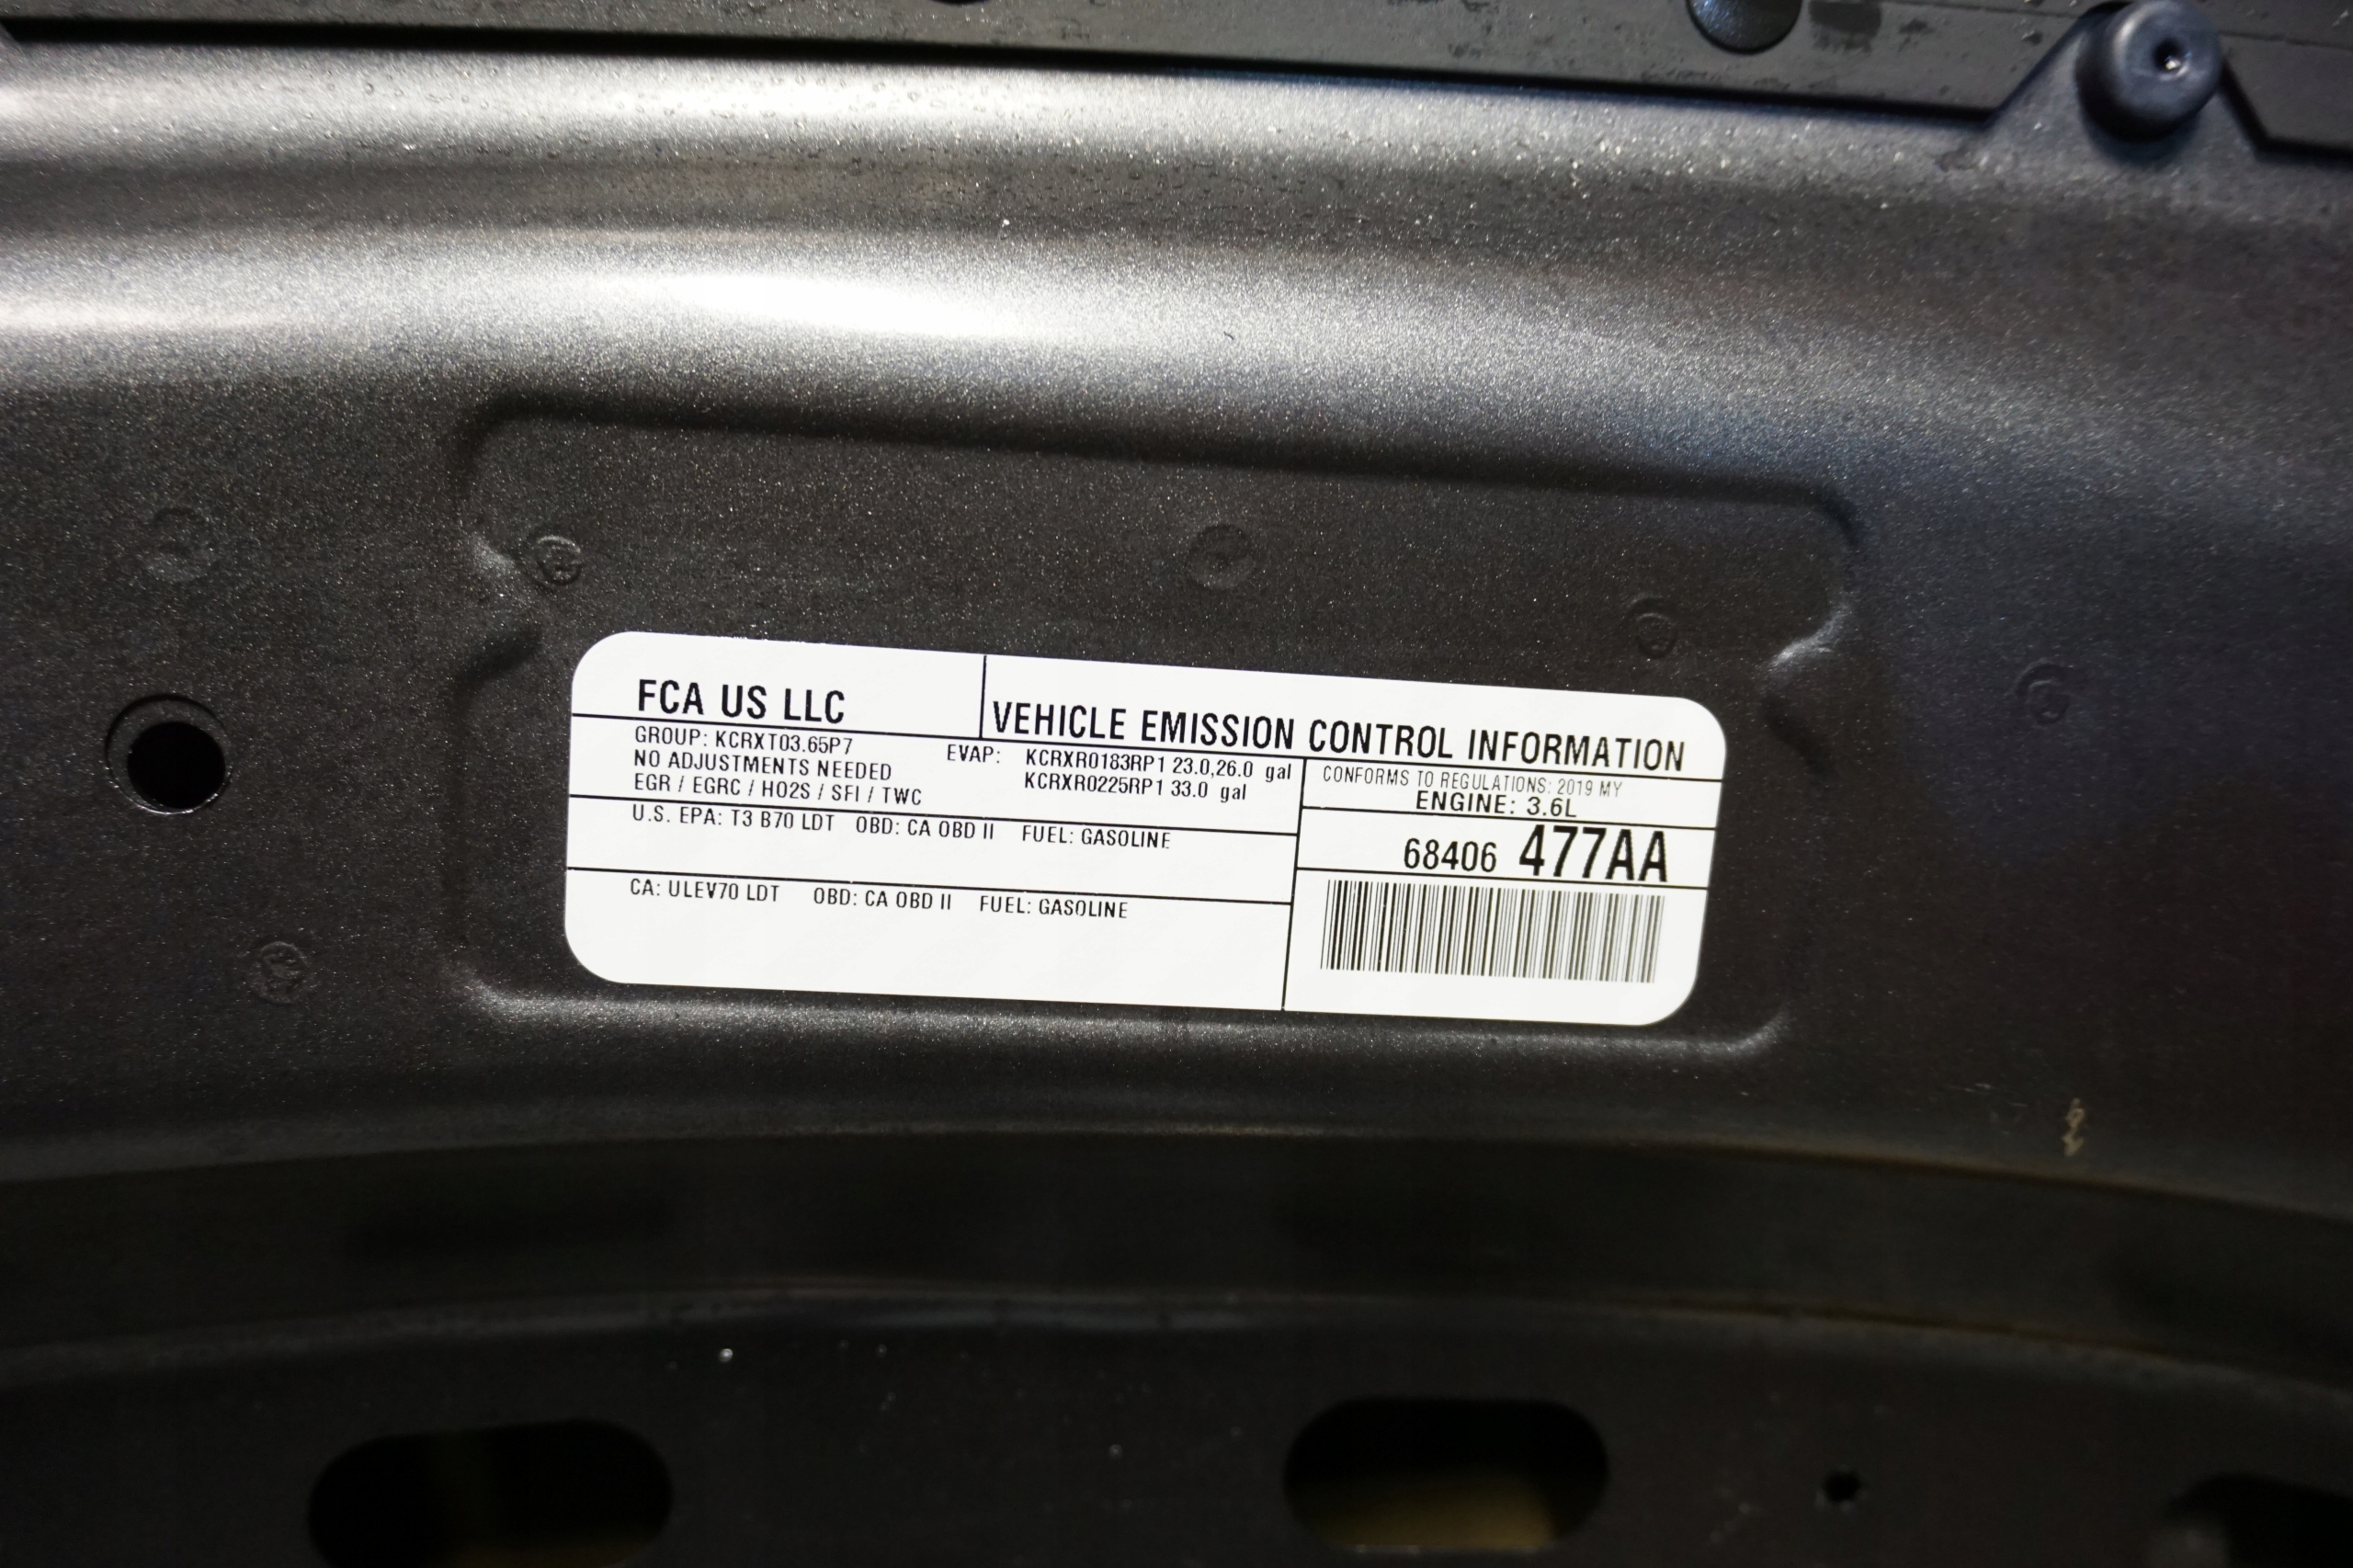 FCA US LLC
VEHICLE EMISSION CONTROL INFORMATION
GROUP: KCRXT03.65P7
NO ADJUSTMENTS NEEDED
EGR / EGRC / HO2S / SFI / TWC
EVAP: KCRXR0183RP1 23.0,26.0 gal
KCRXR0225RP1 33.0 gal
CONFORMS TO REGULATIONS: 2019 MY
ENGINE: 3.6L
U.S. EPA: T3 B70 LDT OBD: CA OBD II FUEL: GASOLINE
68406 477AA
CA: ULEV70 LDT OBD: CA OBD II FUEL: GASOLINE